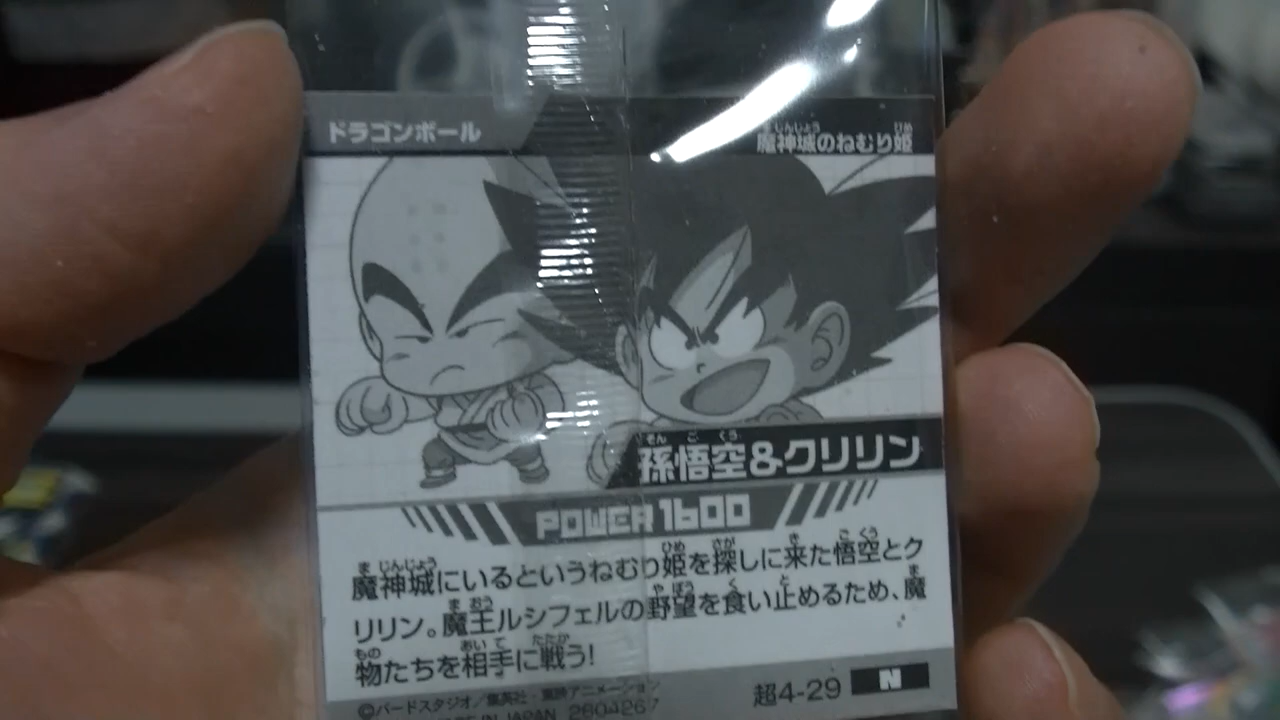 ドラゴンボール
魔神城のねむり姫
孫悟空&クリリン
POWER 1600
魔神城にいるというねむり姫を探しに来た悟空とク
リリン。魔王ルシフェルの野望を食い止めるため、魔
物たちを相手に戦う!
超4-29 N
©バードスタジオ/集英社・東映アニメーション
MADE IN JAPAN 2804267